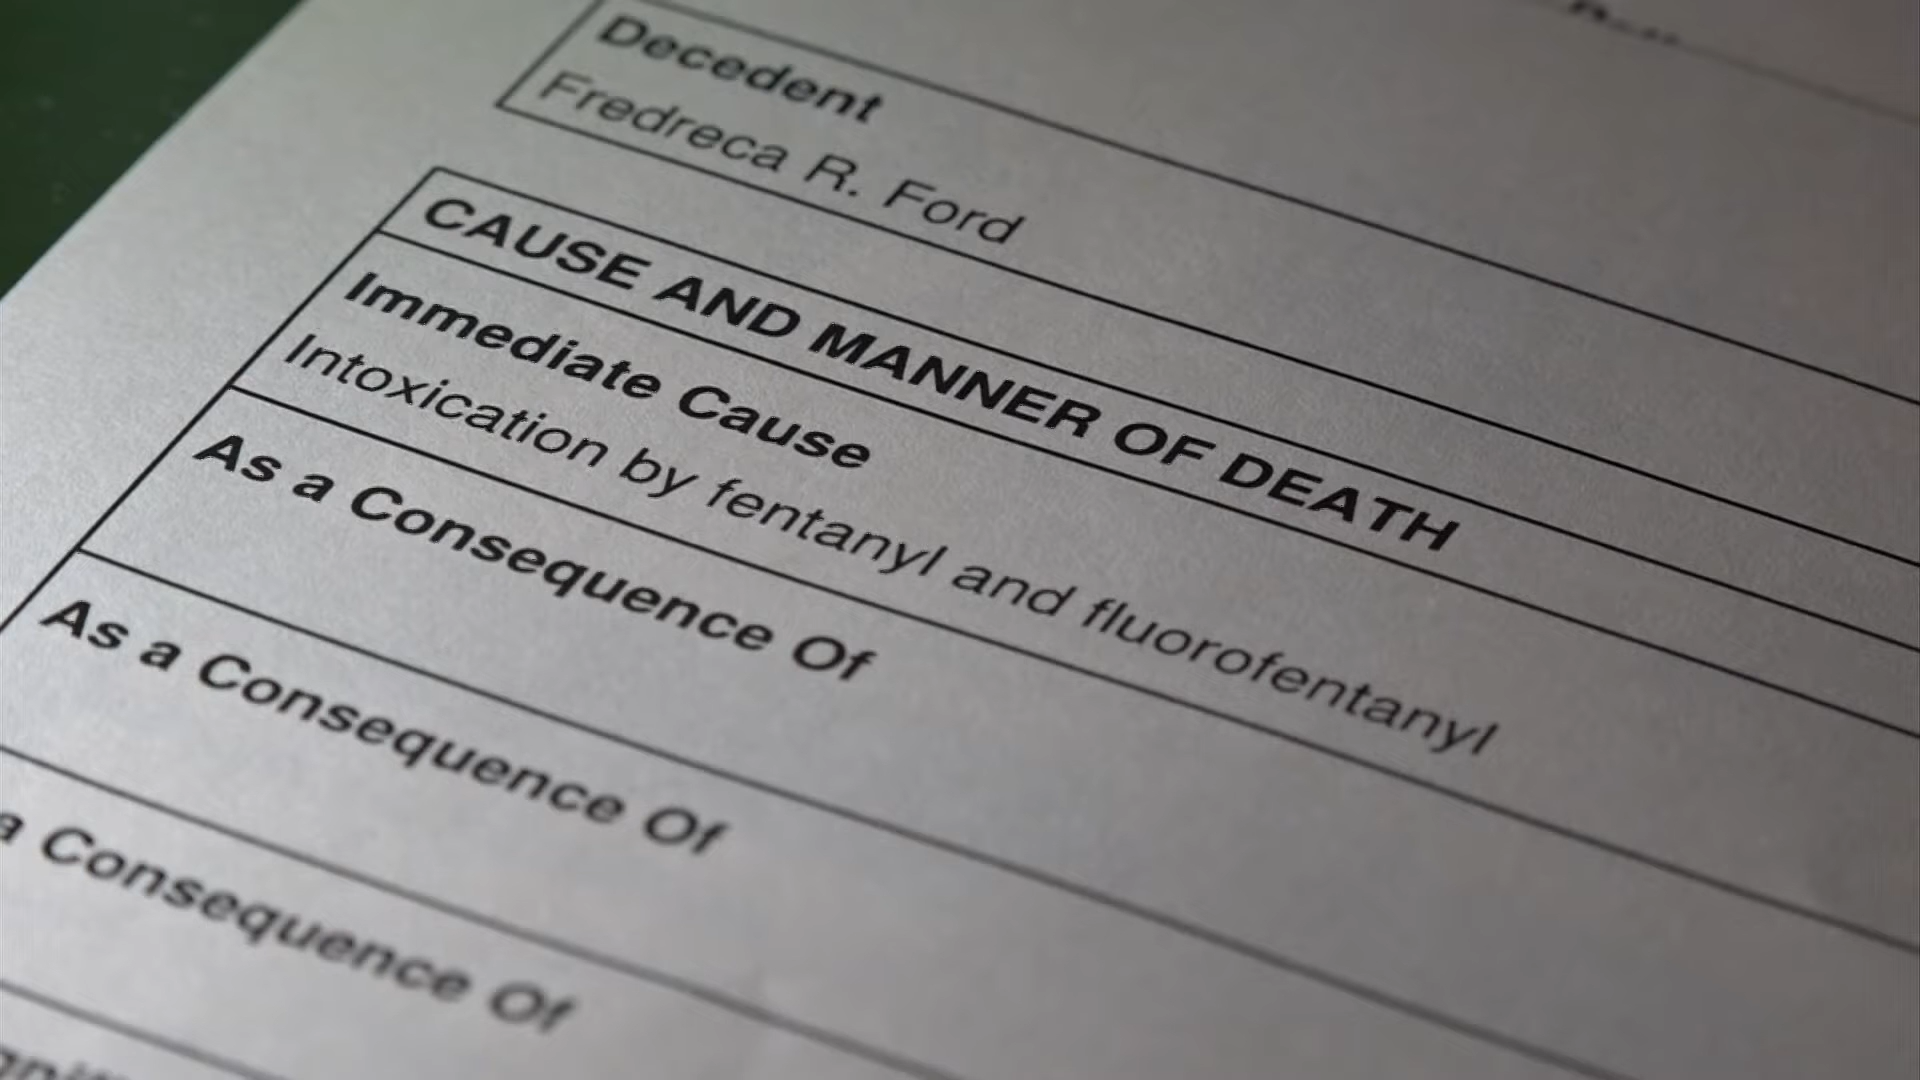 Decedent
Fredreca R. Ford
CAUSE AND MANNER OF DEATH
Immediate Cause
Intoxication by fentanyl and fluorofentanyl
As a Consequence Of
As a Consequence Of
a Consequence Of